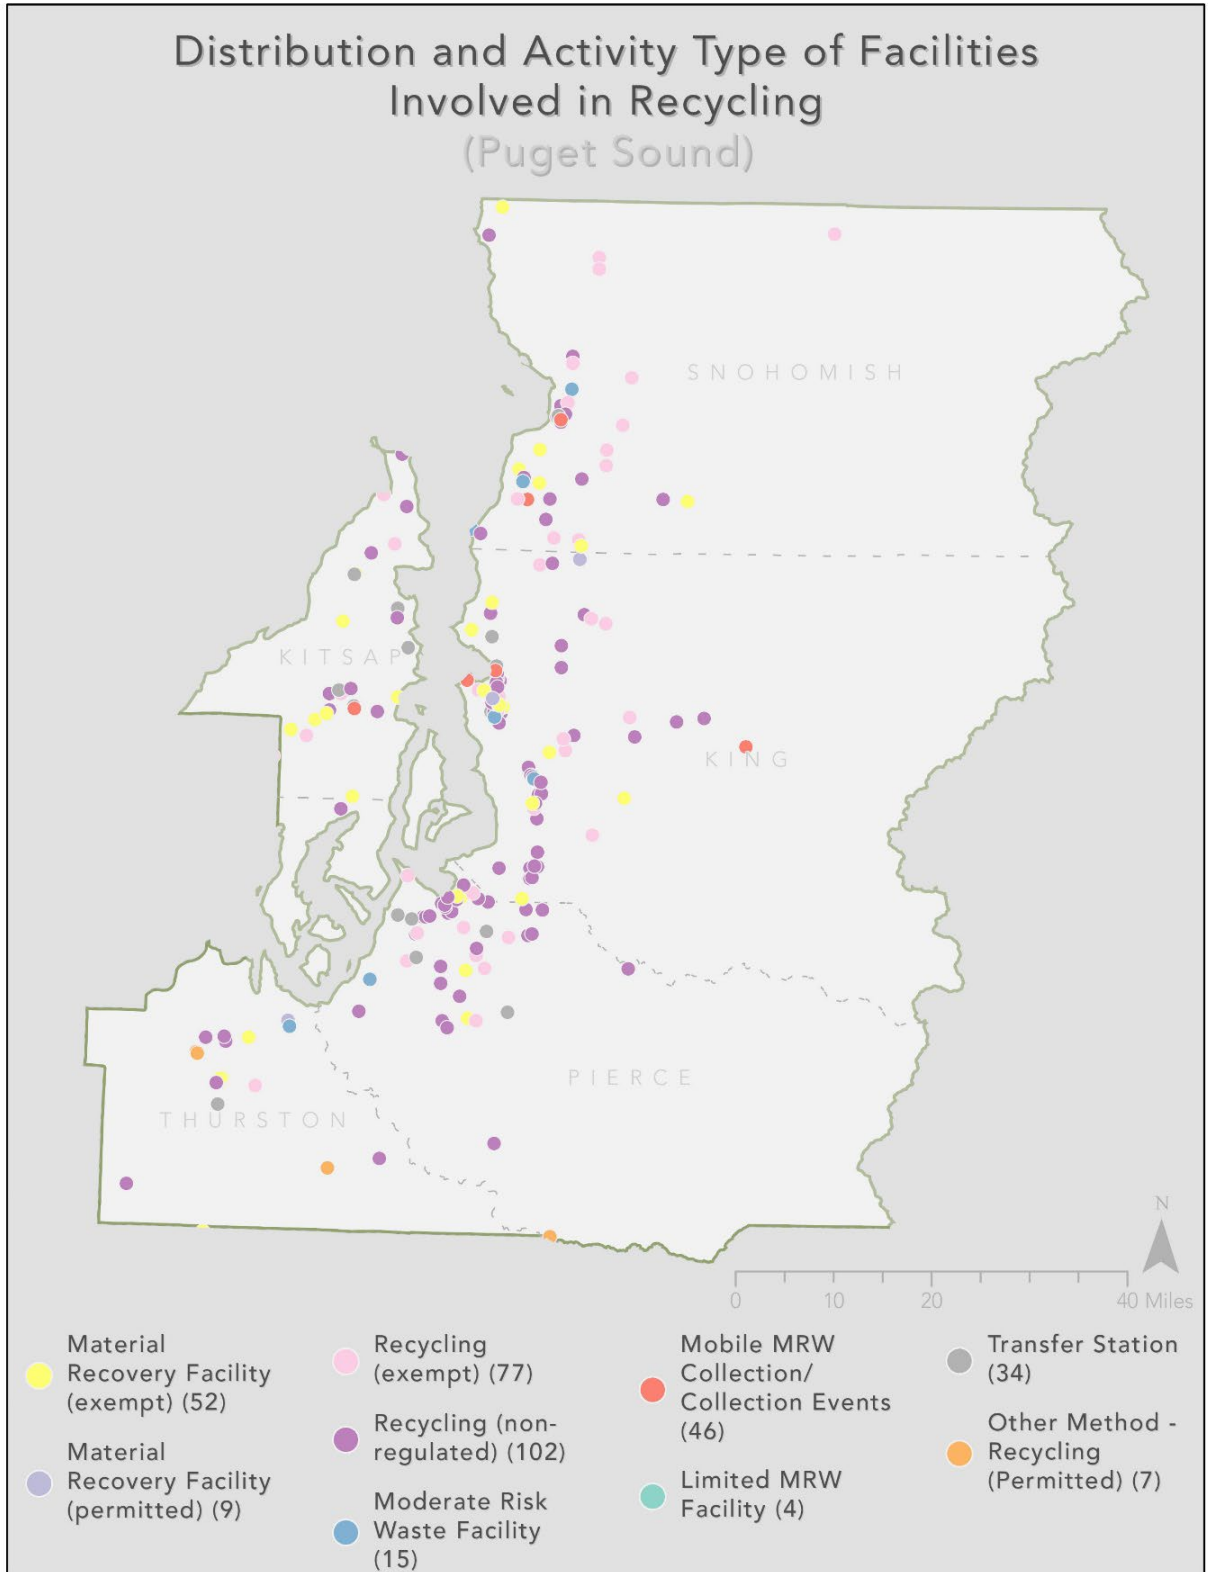 Distribution and Activity Type of Facilities
Involved in Recycling
(Puget Sound)
SNOHOMISH
KITSAP
KING
PIERCE
THURSTON
N
0 10 20 40 Miles
Material
Recovery Facility
(exempt) (52)
Material
Recovery Facility
(permitted) (9)
Recycling
(exempt) (77)
Recycling (non-
regulated) (102)
Moderate Risk
Waste Facility
(15)
Mobile MRW
Collection/
Collection Events
(46)
Limited MRW
Facility (4)
Transfer Station
(34)
Other Method -
Recycling
(Permitted) (7)